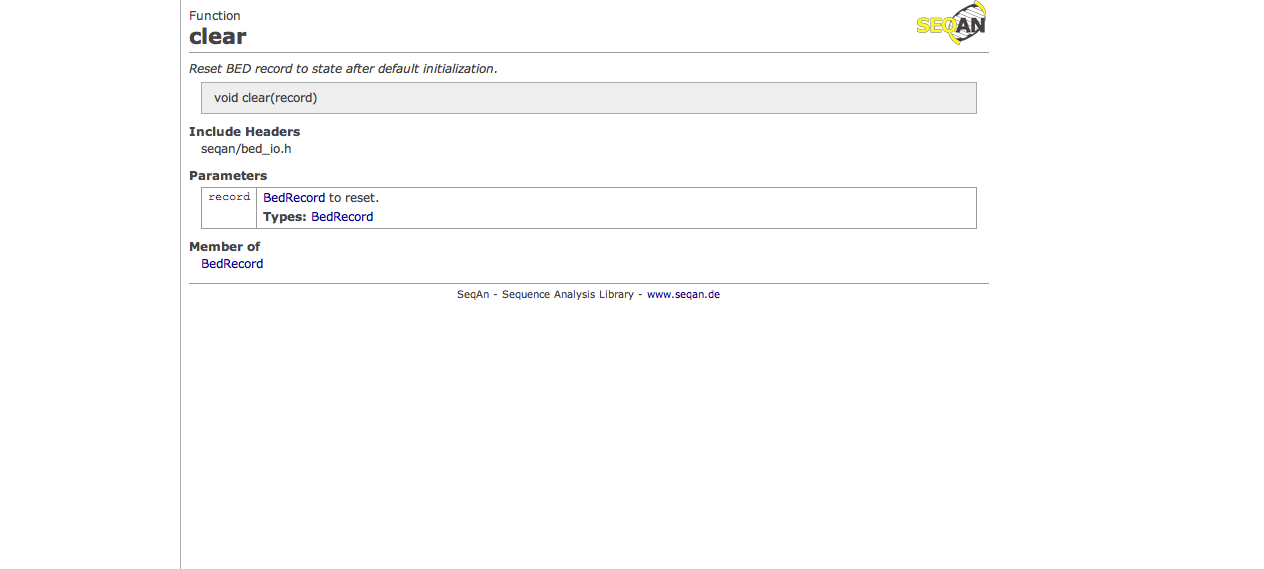 Function
SEQAN
clear
Reset BED record to state after default initialization.
void clear(record)
Include Headers
seqan/bed_io.h
Parameters
record BedRecord to reset.
Types: BedRecord
Member of
BedRecord
SeqAn - Sequence Analysis Library - www.seqan.de